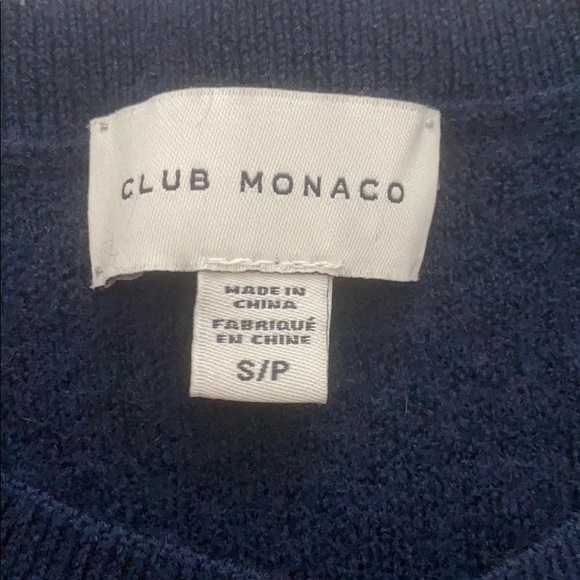 CLUB MONACO
MADE IN
CHINA
FABRIQUÉ
EN CHINE
S/P